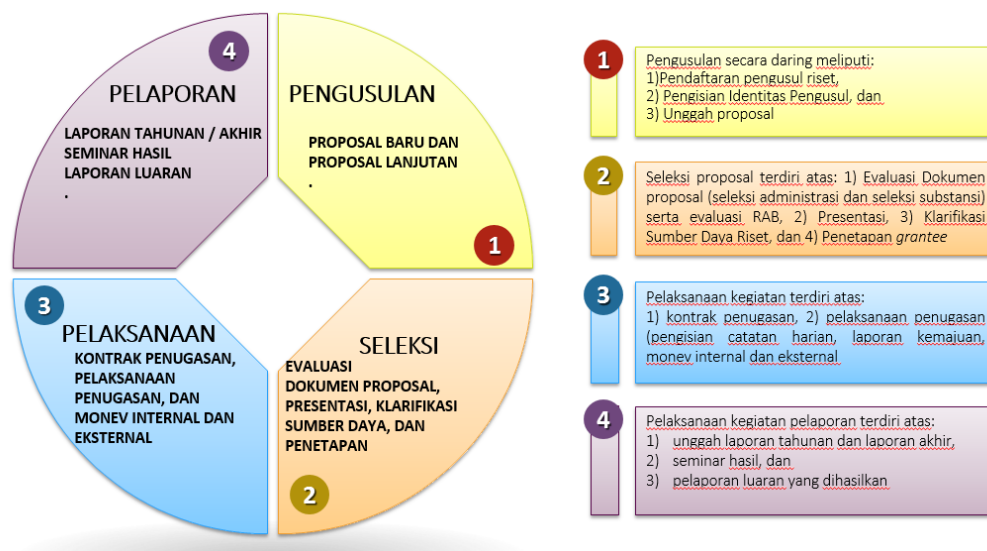 4
PELAPORAN
LAPORAN TAHUNAN / AKHIR
SEMINAR HASIL
LAPORAN LUARAN
.
PENGUSULAN
PROPOSAL BARU DAN
PROPOSAL LANJUTAN
.
1
3
PELAKSANAAN
KONTRAK PENUGASAN,
PELAKSANAAN
PENUGASAN, DAN
MONEV INTERNAL DAN
EKSTERNAL
SELEKSI
EVALUASI
DOKUMEN PROPOSAL,
PRESENTASI, KLARIFIKASI
SUMBER DAYA, DAN
PENETAPAN
2
1
Pengusulan secara daring meliputi:
1)Pendaftaran pengusul riset,
2) Pengisian Identitas Pengusul, dan
3) Unggah proposal
2
Seleksi proposal terdiri atas: 1) Evaluasi Dokumen
proposal (seleksi administrasi dan seleksi substansi)
serta evaluasi RAB, 2) Presentasi, 3) Klarifikasi
Sumber Daya Riset, dan 4) Penetapan grantee
3
Pelaksanaan kegiatan terdiri atas:
1) kontrak penugasan, 2) pelaksanaan penugasan
(pengisian catatan harian, laporan kemajuan,
monev internal dan eksternal
4
Pelaksanaan kegiatan pelaporan terdiri atas:
1) unggah laporan tahunan dan laporan akhir,
2) seminar hasil, dan
3) pelaporan luaran yang dihasilkan